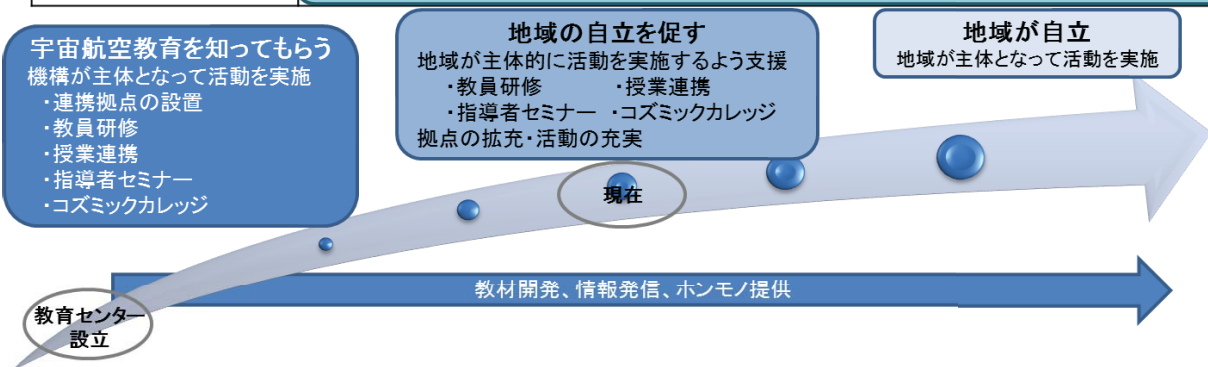 宇宙航空教育を知ってもらう
機構が主体となって活動を実施
・連携拠点の設置
・教員研修
・授業連携
・指導者セミナー
・コズミックカレッジ
地域の自立を促す
地域が主体的に活動を実施するよう支援
・教員研修　　・授業連携
・指導者セミナー　・コズミックカレッジ
拠点の拡充・活動の充実
地域が自立
地域が主体となって活動を実施
現在
教材開発、情報発信、ホンモノ提供
教育センター
設立